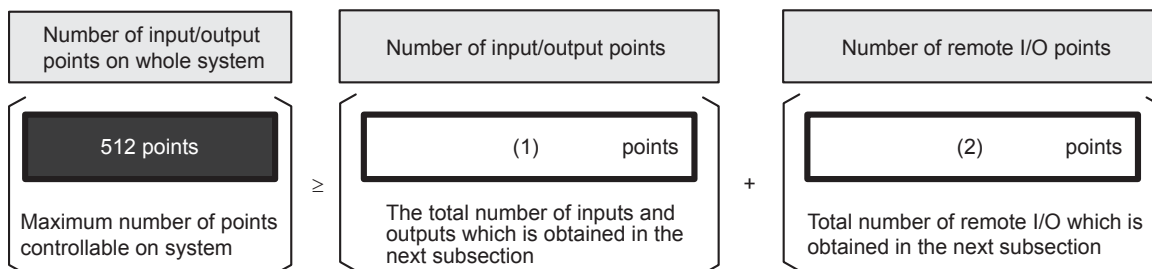 Number of input/output
points on whole system
Number of input/output points
Number of remote I/O points
512 points
(1) points
(2) points
≥
+
Maximum number of points
controllable on system
The total number of inputs and
outputs which is obtained in the
next subsection
Total number of remote I/O which is
obtained in the next subsection